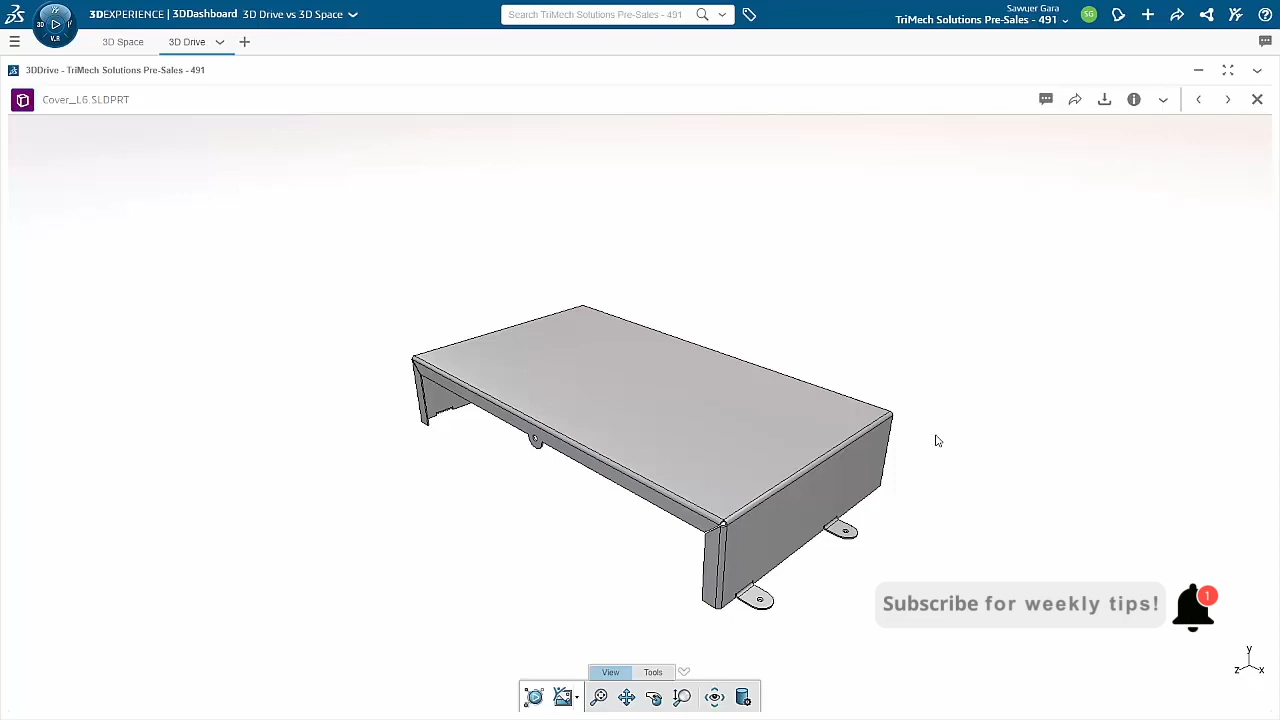 3DEXPERIENCE | 3DDashboard 3D Drive vs 3DSpace
Search TriMech Solutions Pre-Sales - 491
Sawyer Gara
TriMech Solutions Pre-Sales - 491
SG
3D
V.R
3D Space
3D Drive
3DDrive - TriMech Solutions Pre-Sales - 491
Cover_L6.SLDPRT
Subscribe for weekly tips!
1
y
z
x
View
Tools